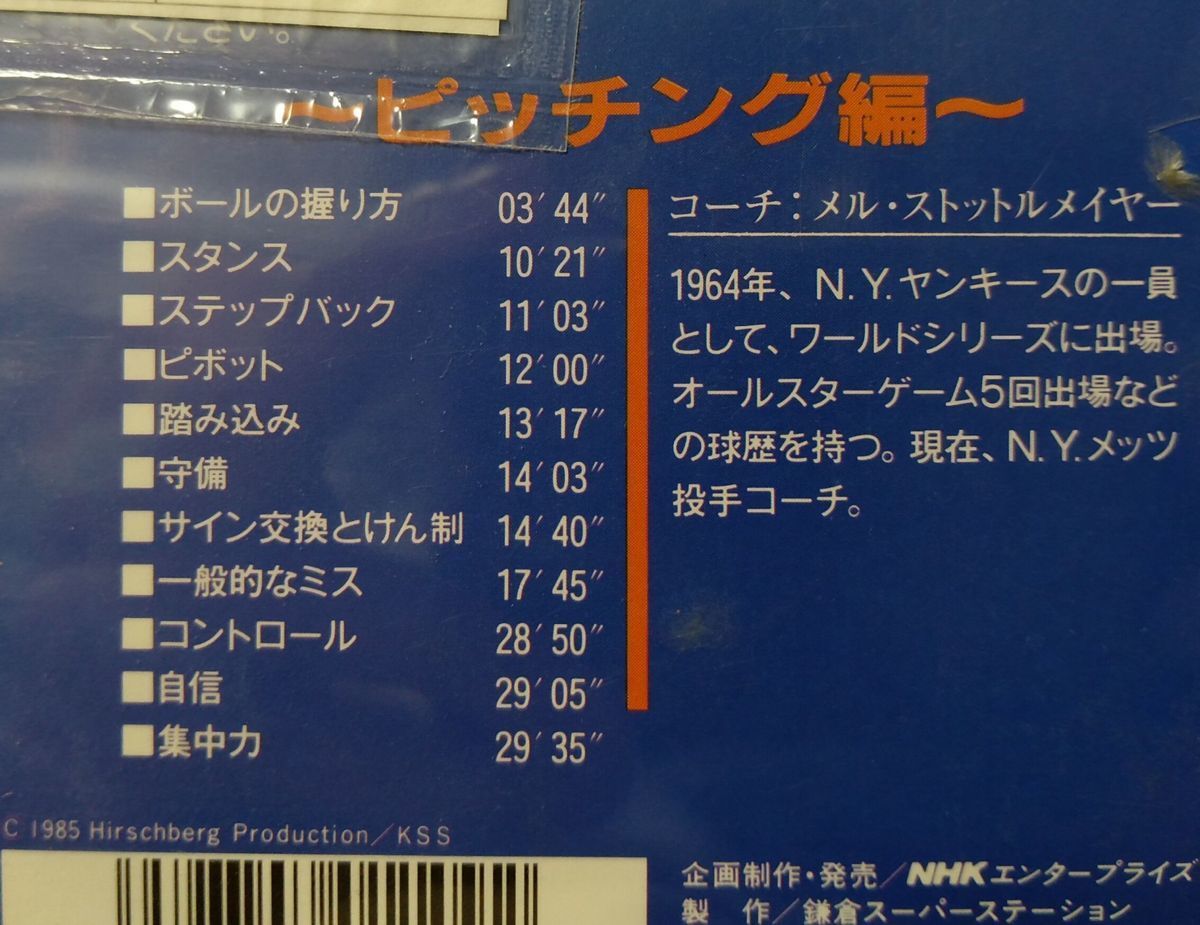 ください。
〜ピッチング編〜
■ボールの握り方 03′44″
■スタンス 10′21″
■ステップバック 11′03″
■ピボット 12′00″
■踏み込み 13′17″
■守備 14′03″
■サイン交換とけん制 14′40″
■一般的なミス 17′45″
■コントロール 28′50″
■自信 29′05″
■集中力 29′35″
コーチ：メル・ストットルメイヤー
1964年、N.Y.ヤンキースの一員
として、ワールドシリーズに出場。
オールスターゲーム5回出場など
の球歴を持つ。現在、N.Y.メッツ
投手コーチ。
C 1985 Hirschberg Production／KSS
企画制作・発売／NHKエンタープライズ
製 作／鎌倉スーパーステーション